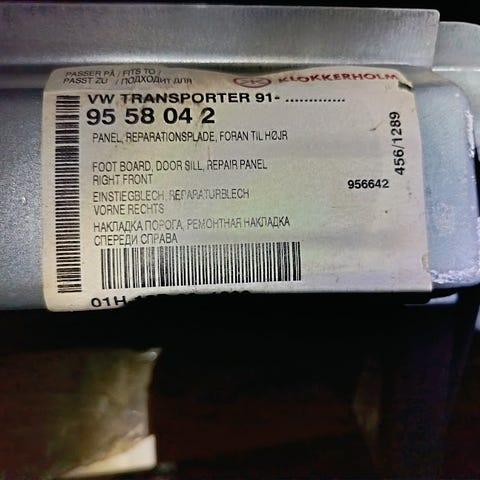 PASSER PÅ / FITS TO /
PASST ZU / ПОДХОДИТ ДЛЯ
KLOKKERHOLM
VW TRANSPORTER 91- .............
95 58 04 2
PANEL, REPARATIONSPLADE, FORAN TIL HØJR
FOOT BOARD, DOOR SILL, REPAIR PANEL
RIGHT FRONT
956642
456/1289
EINSTIEGBLECH, REPARATURBLECH
VORNE RECHTS
НАКЛАДКА ПОРОГА, РЕМОНТНАЯ НАКЛАДКА
СПЕРЕДИ СПРАВА